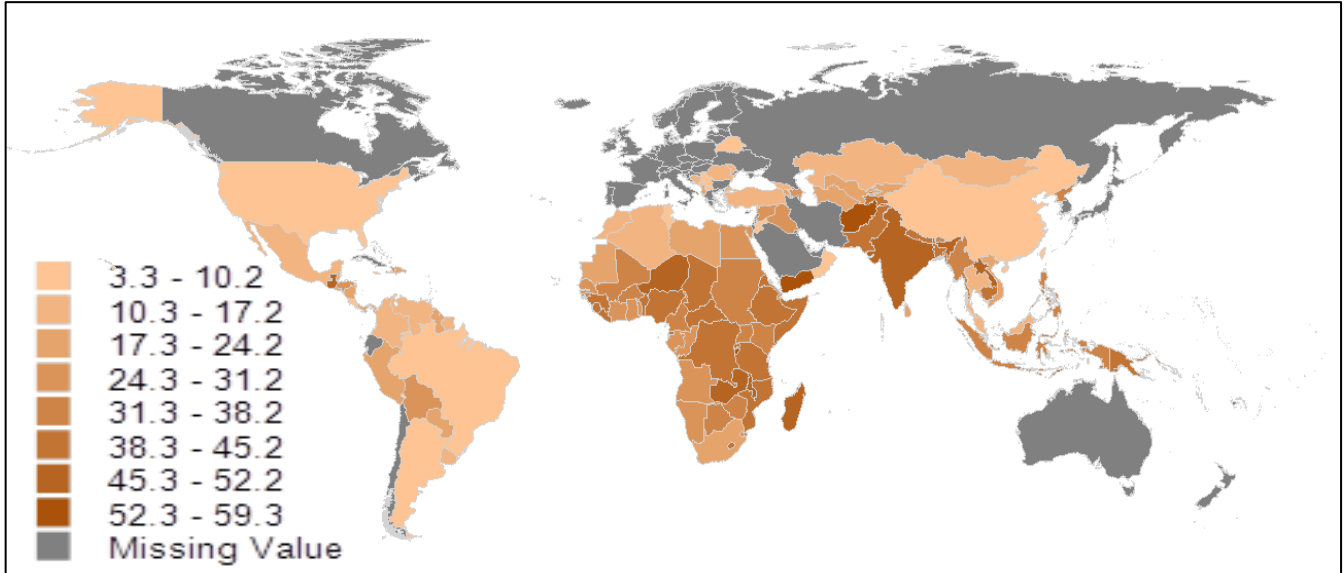 3.3 - 10.2
10.3 - 17.2
17.3 - 24.2
24.3 - 31.2
31.3 - 38.2
38.3 - 45.2
45.3 - 52.2
52.3 - 59.3
Missing Value